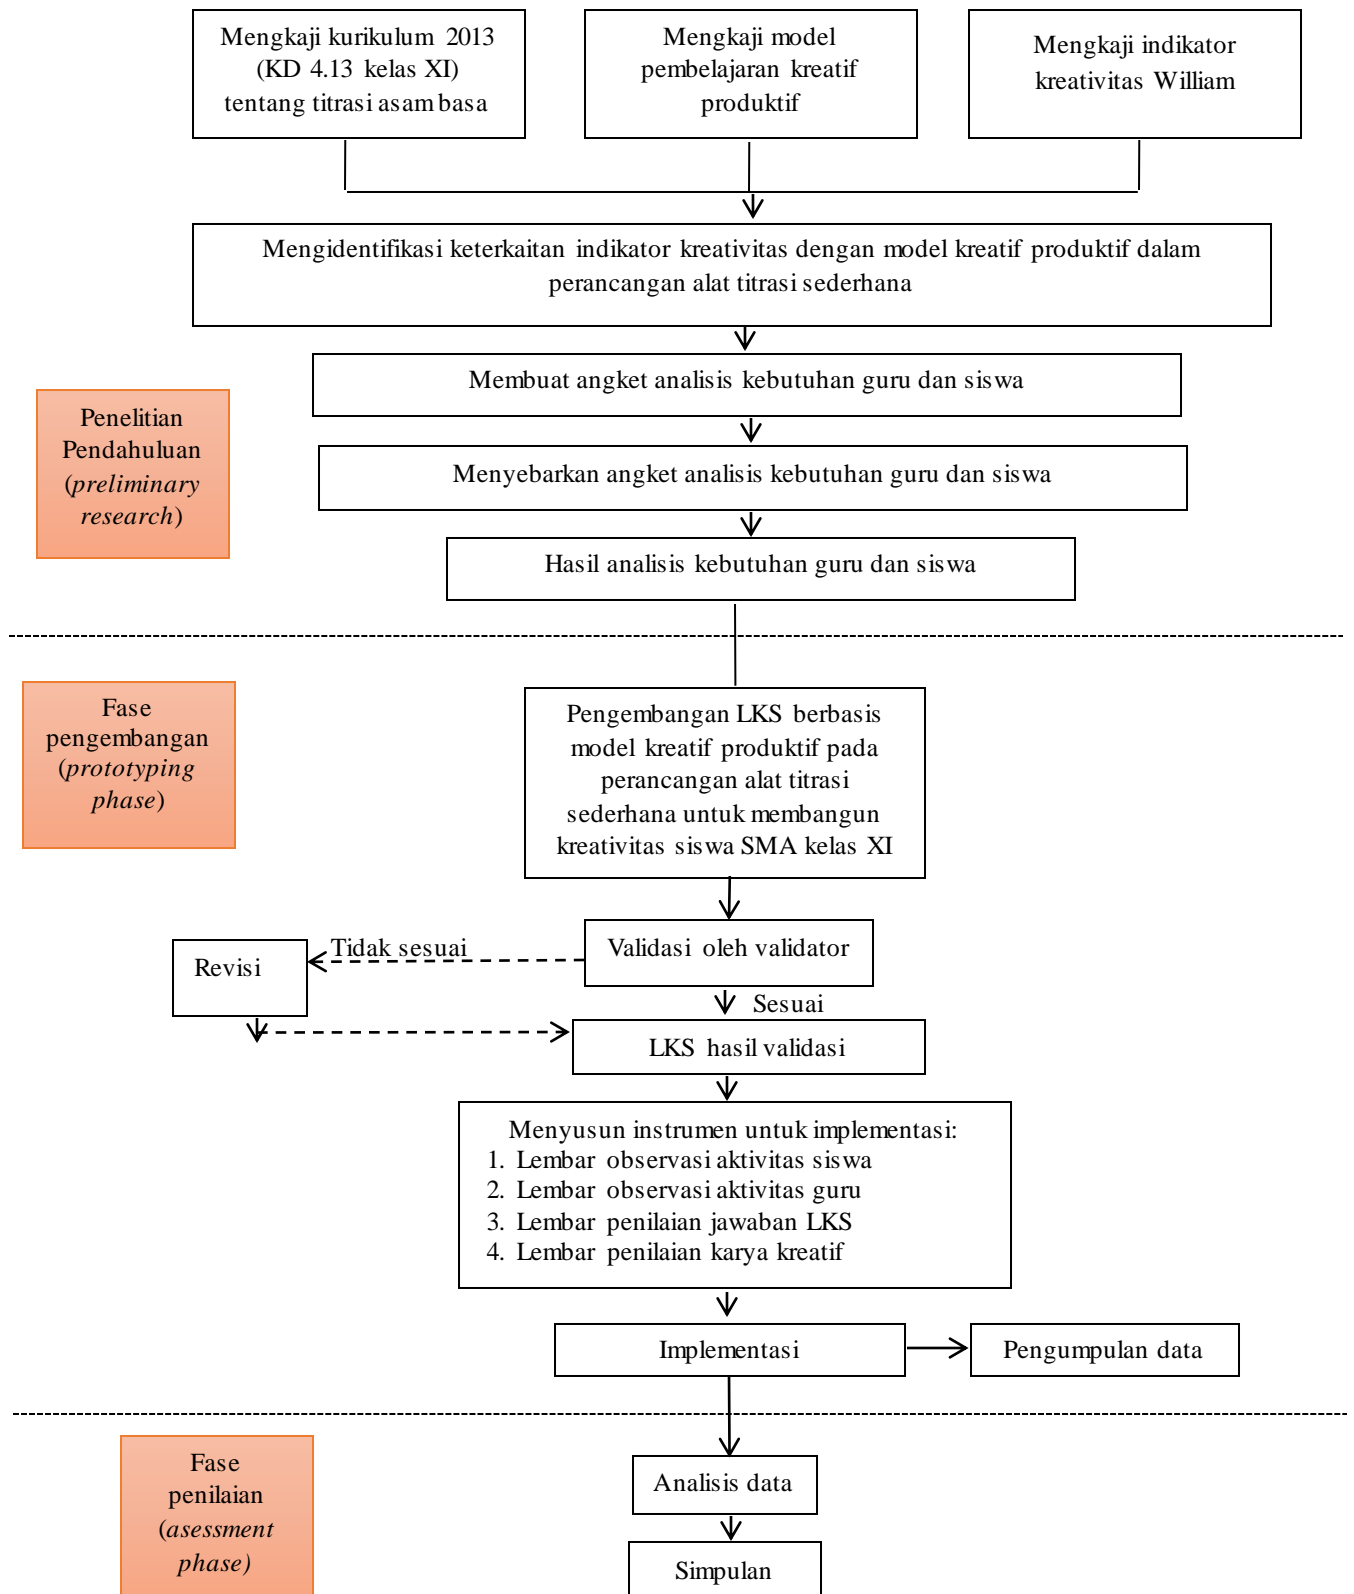 Mengkaji kurikulum 2013
(KD 4.13 kelas XI)
tentang titrasi asam basa
Mengkaji model
pembelajaran kreatif
produktif
Mengkaji indikator
kreativitas William
Mengidentifikasi keterkaitan indikator kreativitas dengan model kreatif produktif dalam
perancangan alat titrasi sederhana
Membuat angket analisis kebutuhan guru dan siswa
Penelitian
Pendahuluan
(preliminary
research)
Menyebarkan angket analisis kebutuhan guru dan siswa
Hasil analisis kebutuhan guru dan siswa
Fase
pengembangan
(prototyping
phase)
Pengembangan LKS berbasis
model kreatif produktif pada
perancangan alat titrasi
sederhana untuk membangun
kreativitas siswa SMA kelas XI
Revisi
Tidak sesuai
Validasi oleh validator
Sesuai
LKS hasil validasi
Menyusun instrumen untuk implementasi:
1. Lembar observasi aktivitas siswa
2. Lembar observasi aktivitas guru
3. Lembar penilaian jawaban LKS
4. Lembar penilaian karya kreatif
Implementasi
Pengumpulan data
Fase
penilaian
(asessment
phase)
Analisis data
Simpulan